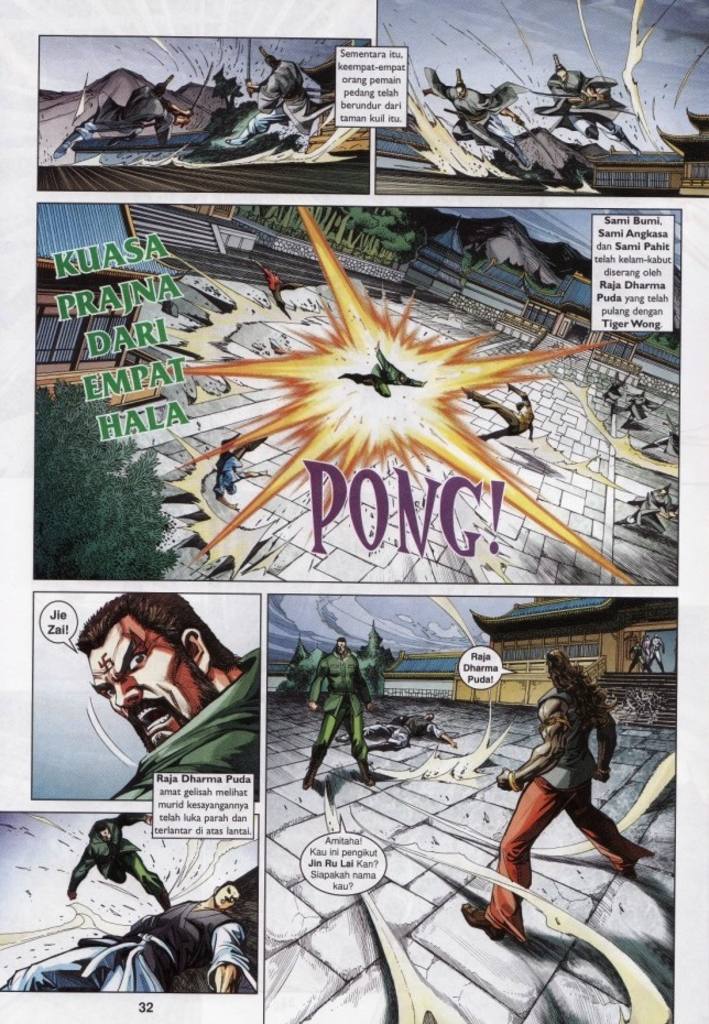 Sementara itu,
keempat-empat
orang pemain
pedang telah
berundur dari
taman kuil itu.
Sami Bumi,
Sami Angkasa
dan Sami Pahit
telah kelam-kabut
diserang oleh
Raja Dharma
Puda yang telah
pulang dengan
Tiger Wong.
KUASA
PRAJNA
DARI
EMPAT
HALA
PONG!
Jie
Zai!
Raja Dharma Puda
amat gelisah melihat
murid kesayangannya
telah luka parah dan
terlantar di atas lantai.
Raja
Dharma
Puda!
Amitaha!
Kau ini pengikut
Jin Ru Lai Kan?
Siapakah nama
kau?
32